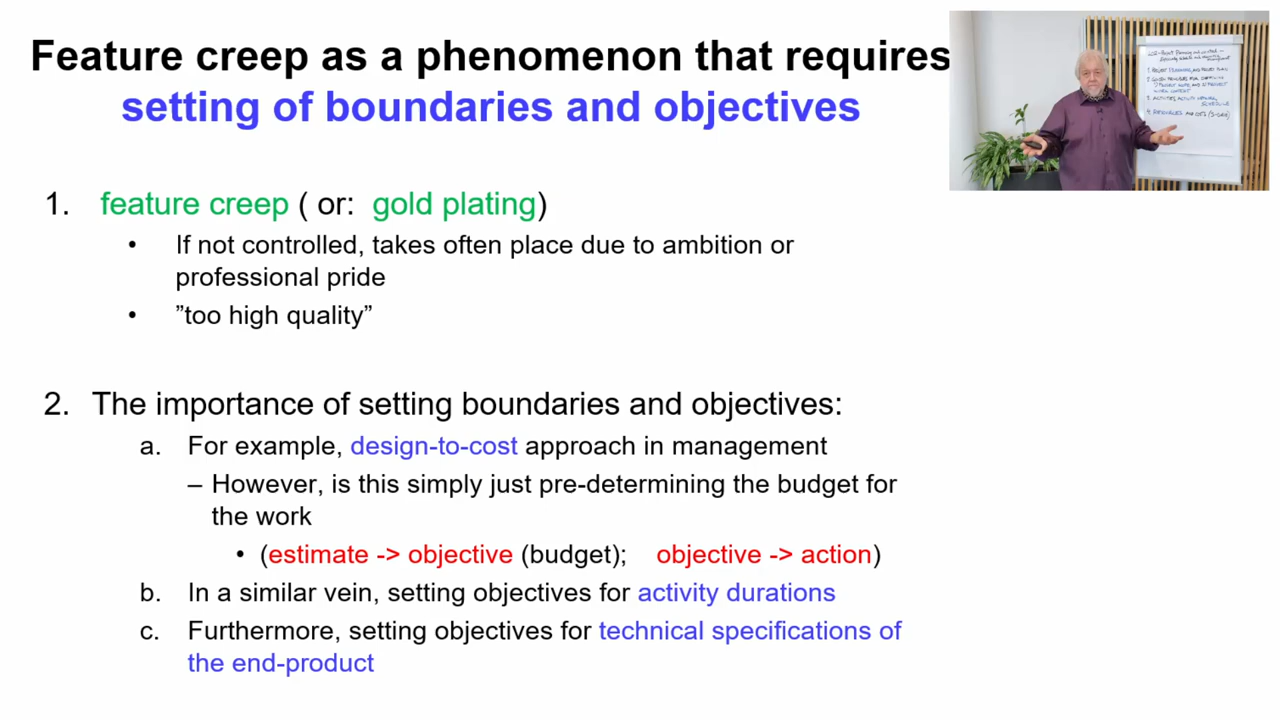 Feature creep as a phenomenon that requires
setting of boundaries and objectives
1. feature creep ( or: gold plating)
• If not controlled, takes often place due to ambition or
professional pride
• ”too high quality”
2. The importance of setting boundaries and objectives:
a. For example, design-to-cost approach in management
– However, is this simply just pre-determining the budget for
the work
• (estimate -> objective (budget); objective -> action)
b. In a similar vein, setting objectives for activity durations
c. Furthermore, setting objectives for technical specifications of
the end-product